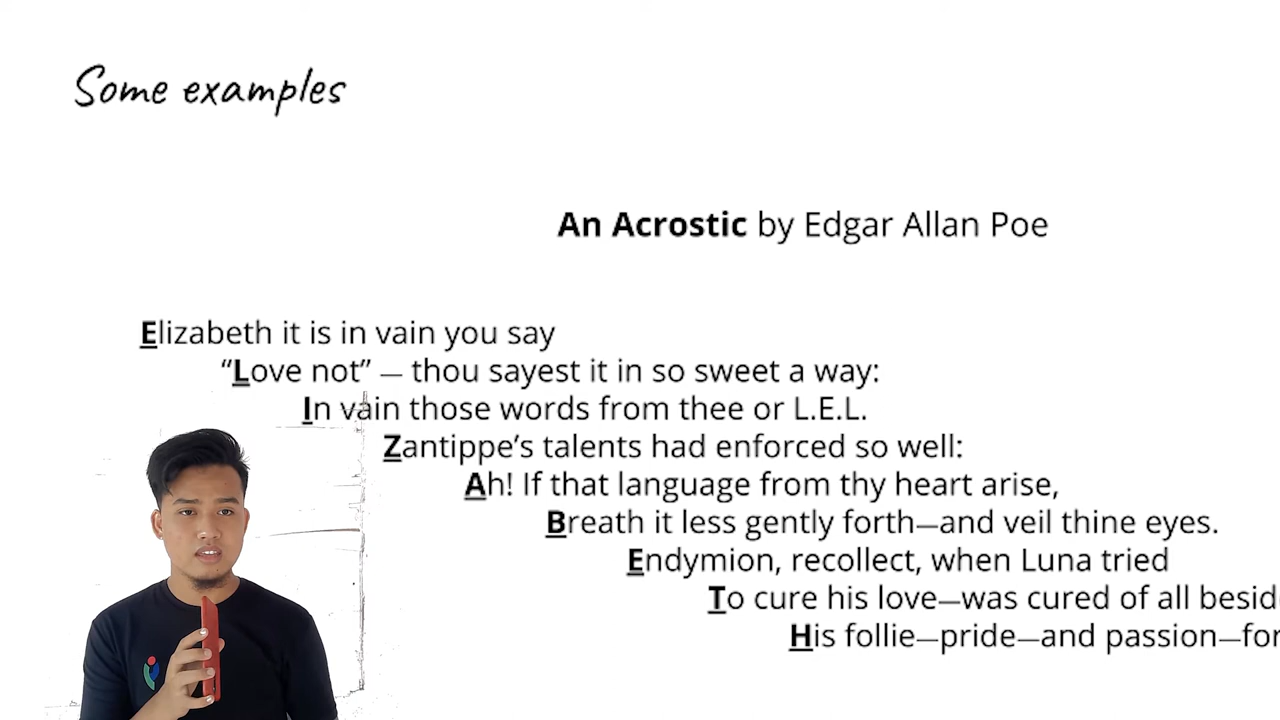 Some examples
An Acrostic by Edgar Allan Poe
Elizabeth it is in vain you say
“Love not” — thou sayest it in so sweet a way:
In vain those words from thee or L.E.L.
Zantippe’s talents had enforced so well:
Ah! If that language from thy heart arise,
Breath it less gently forth—and veil thine eyes.
Endymion, recollect, when Luna tried
To cure his love—was cured of all
His follie—pride—and passion—